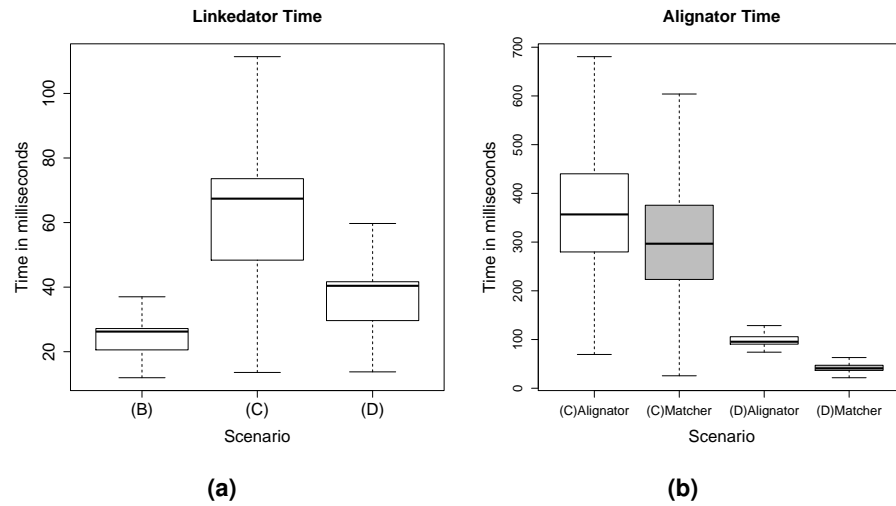 Linkedator Time
Time in milliseconds
100
80
60
40
20
(B)
(C)
(D)
Scenario
(a)
Alignator Time
Time in milliseconds
700
600
500
400
300
200
100
0
(C)Alignator
(C)Matcher
(D)Alignator
(D)Matcher
Scenario
(b)